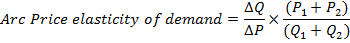 Arc Price elasticity of demand = ΔQ/ΔP × (P₁ + P₂)/(Q₁ + Q₂)